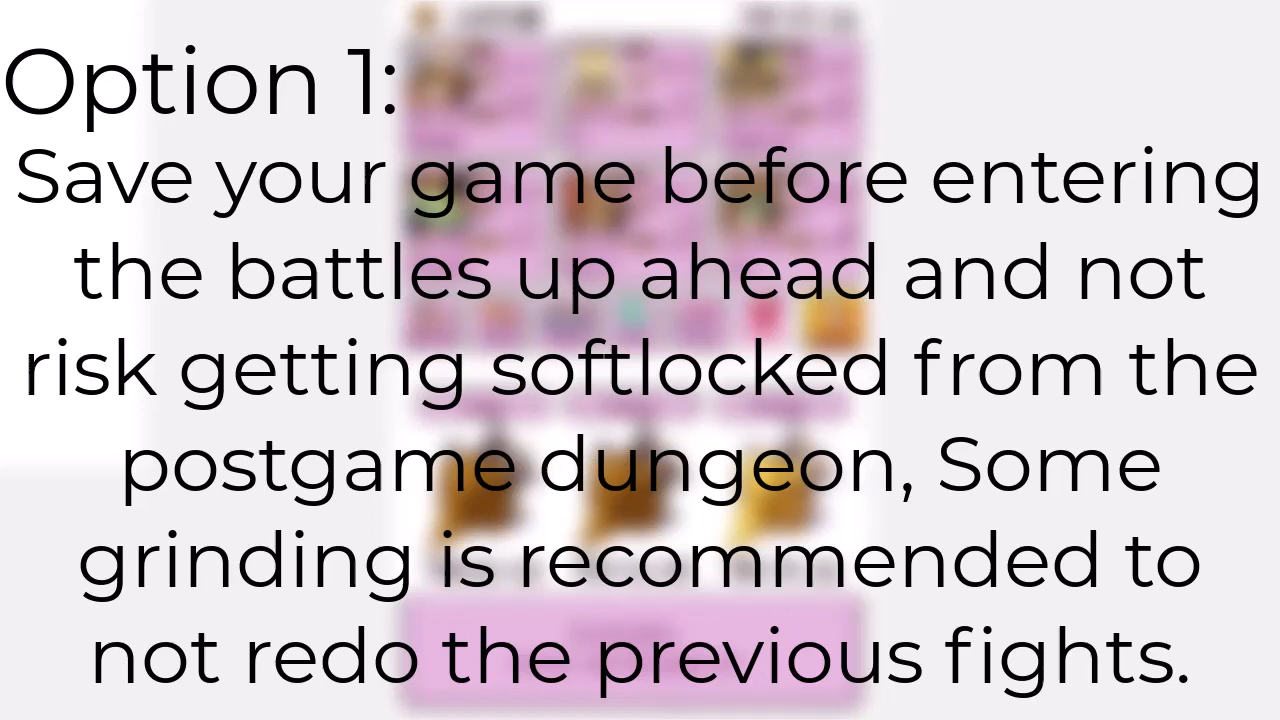 Option 1:
Save your game before entering
the battles up ahead and not
risk getting softlocked from the
postgame dungeon, Some
grinding is recommended to
not redo the previous fights.